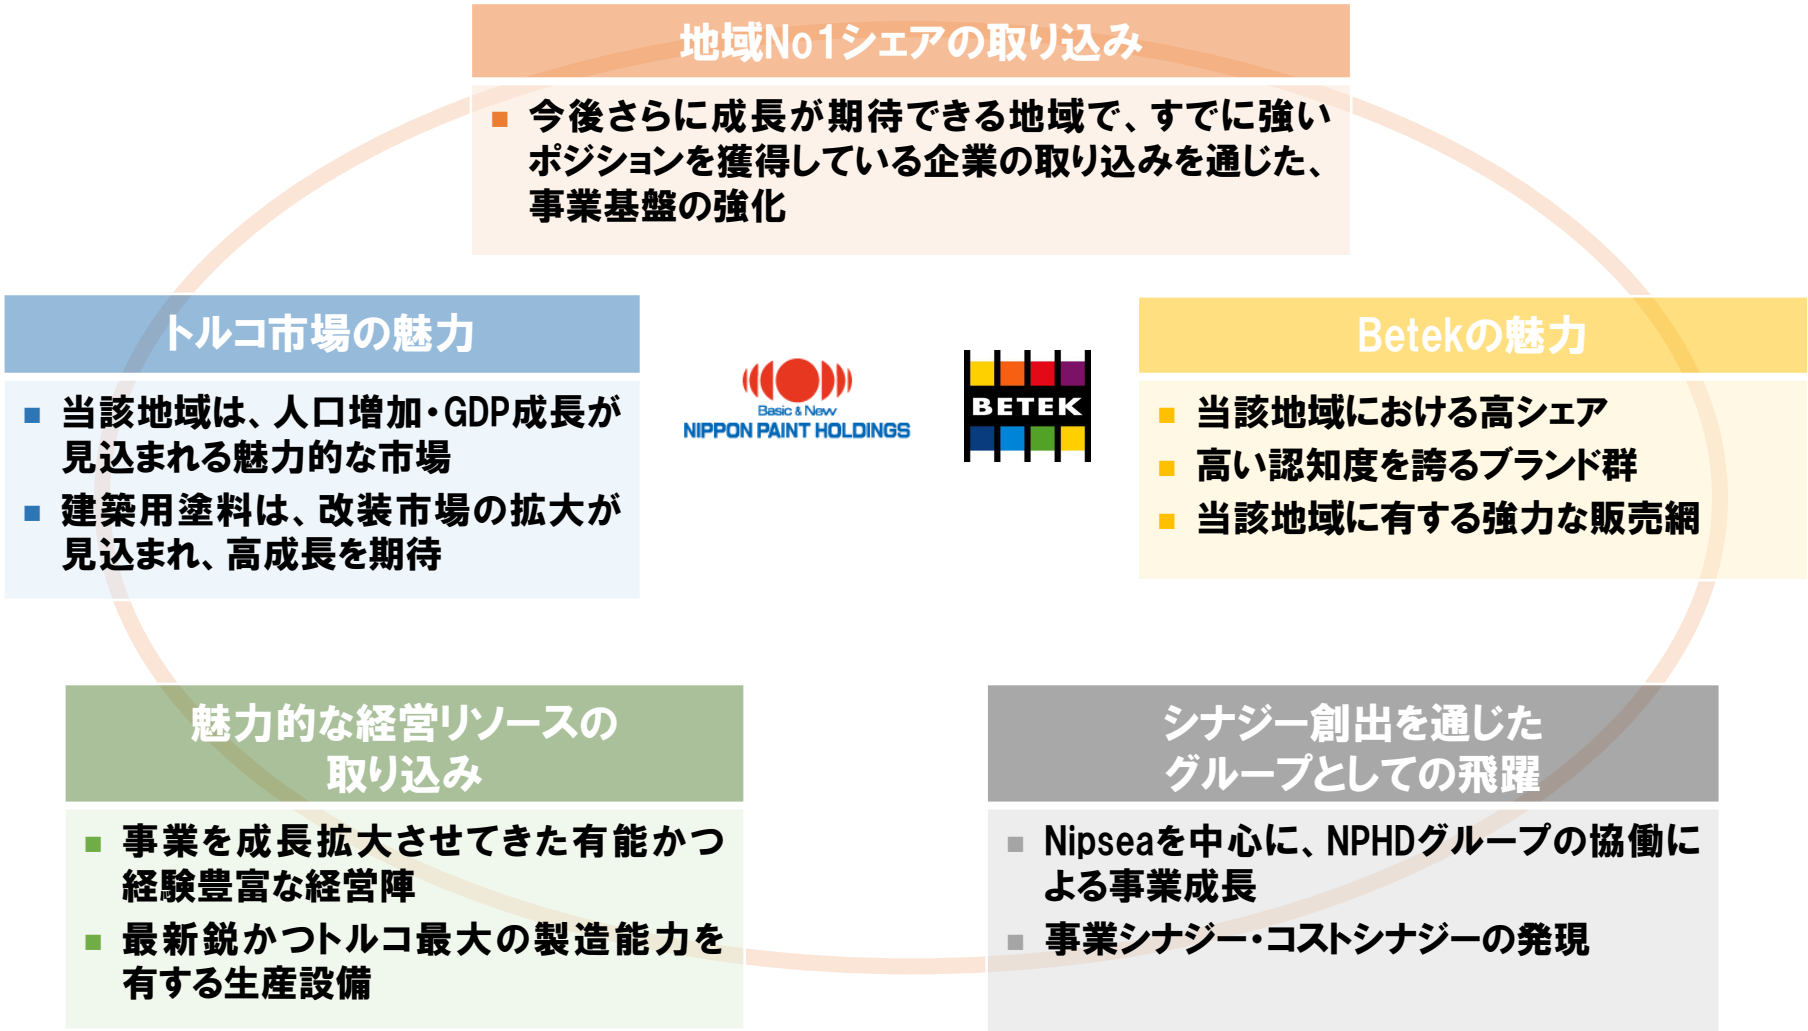 地域No1シェアの取り込み
■ 今後さらに成長が期待できる地域で、すでに強い
ポジションを獲得している企業の取り込みを通じた、
事業基盤の強化
トルコ市場の魅力
■ 当該地域は、人口増加・GDP成長が
見込まれる魅力的な市場
■ 建築用塗料は、改装市場の拡大が
見込まれ、高成長を期待
Basic & New
NIPPON PAINT HOLDINGS
BETEK
Betekの魅力
■ 当該地域における高シェア
■ 高い認知度を誇るブランド群
■ 当該地域に有する強力な販売網
魅力的な経営リソースの
取り込み
■ 事業を成長拡大させてきた有能かつ
経験豊富な経営陣
■ 最新鋭かつトルコ最大の製造能力を
有する生産設備
シナジー創出を通じた
グループとしての飛躍
■ Nipseaを中心に、NPHDグループの協働に
よる事業成長
■ 事業シナジー・コストシナジーの発現